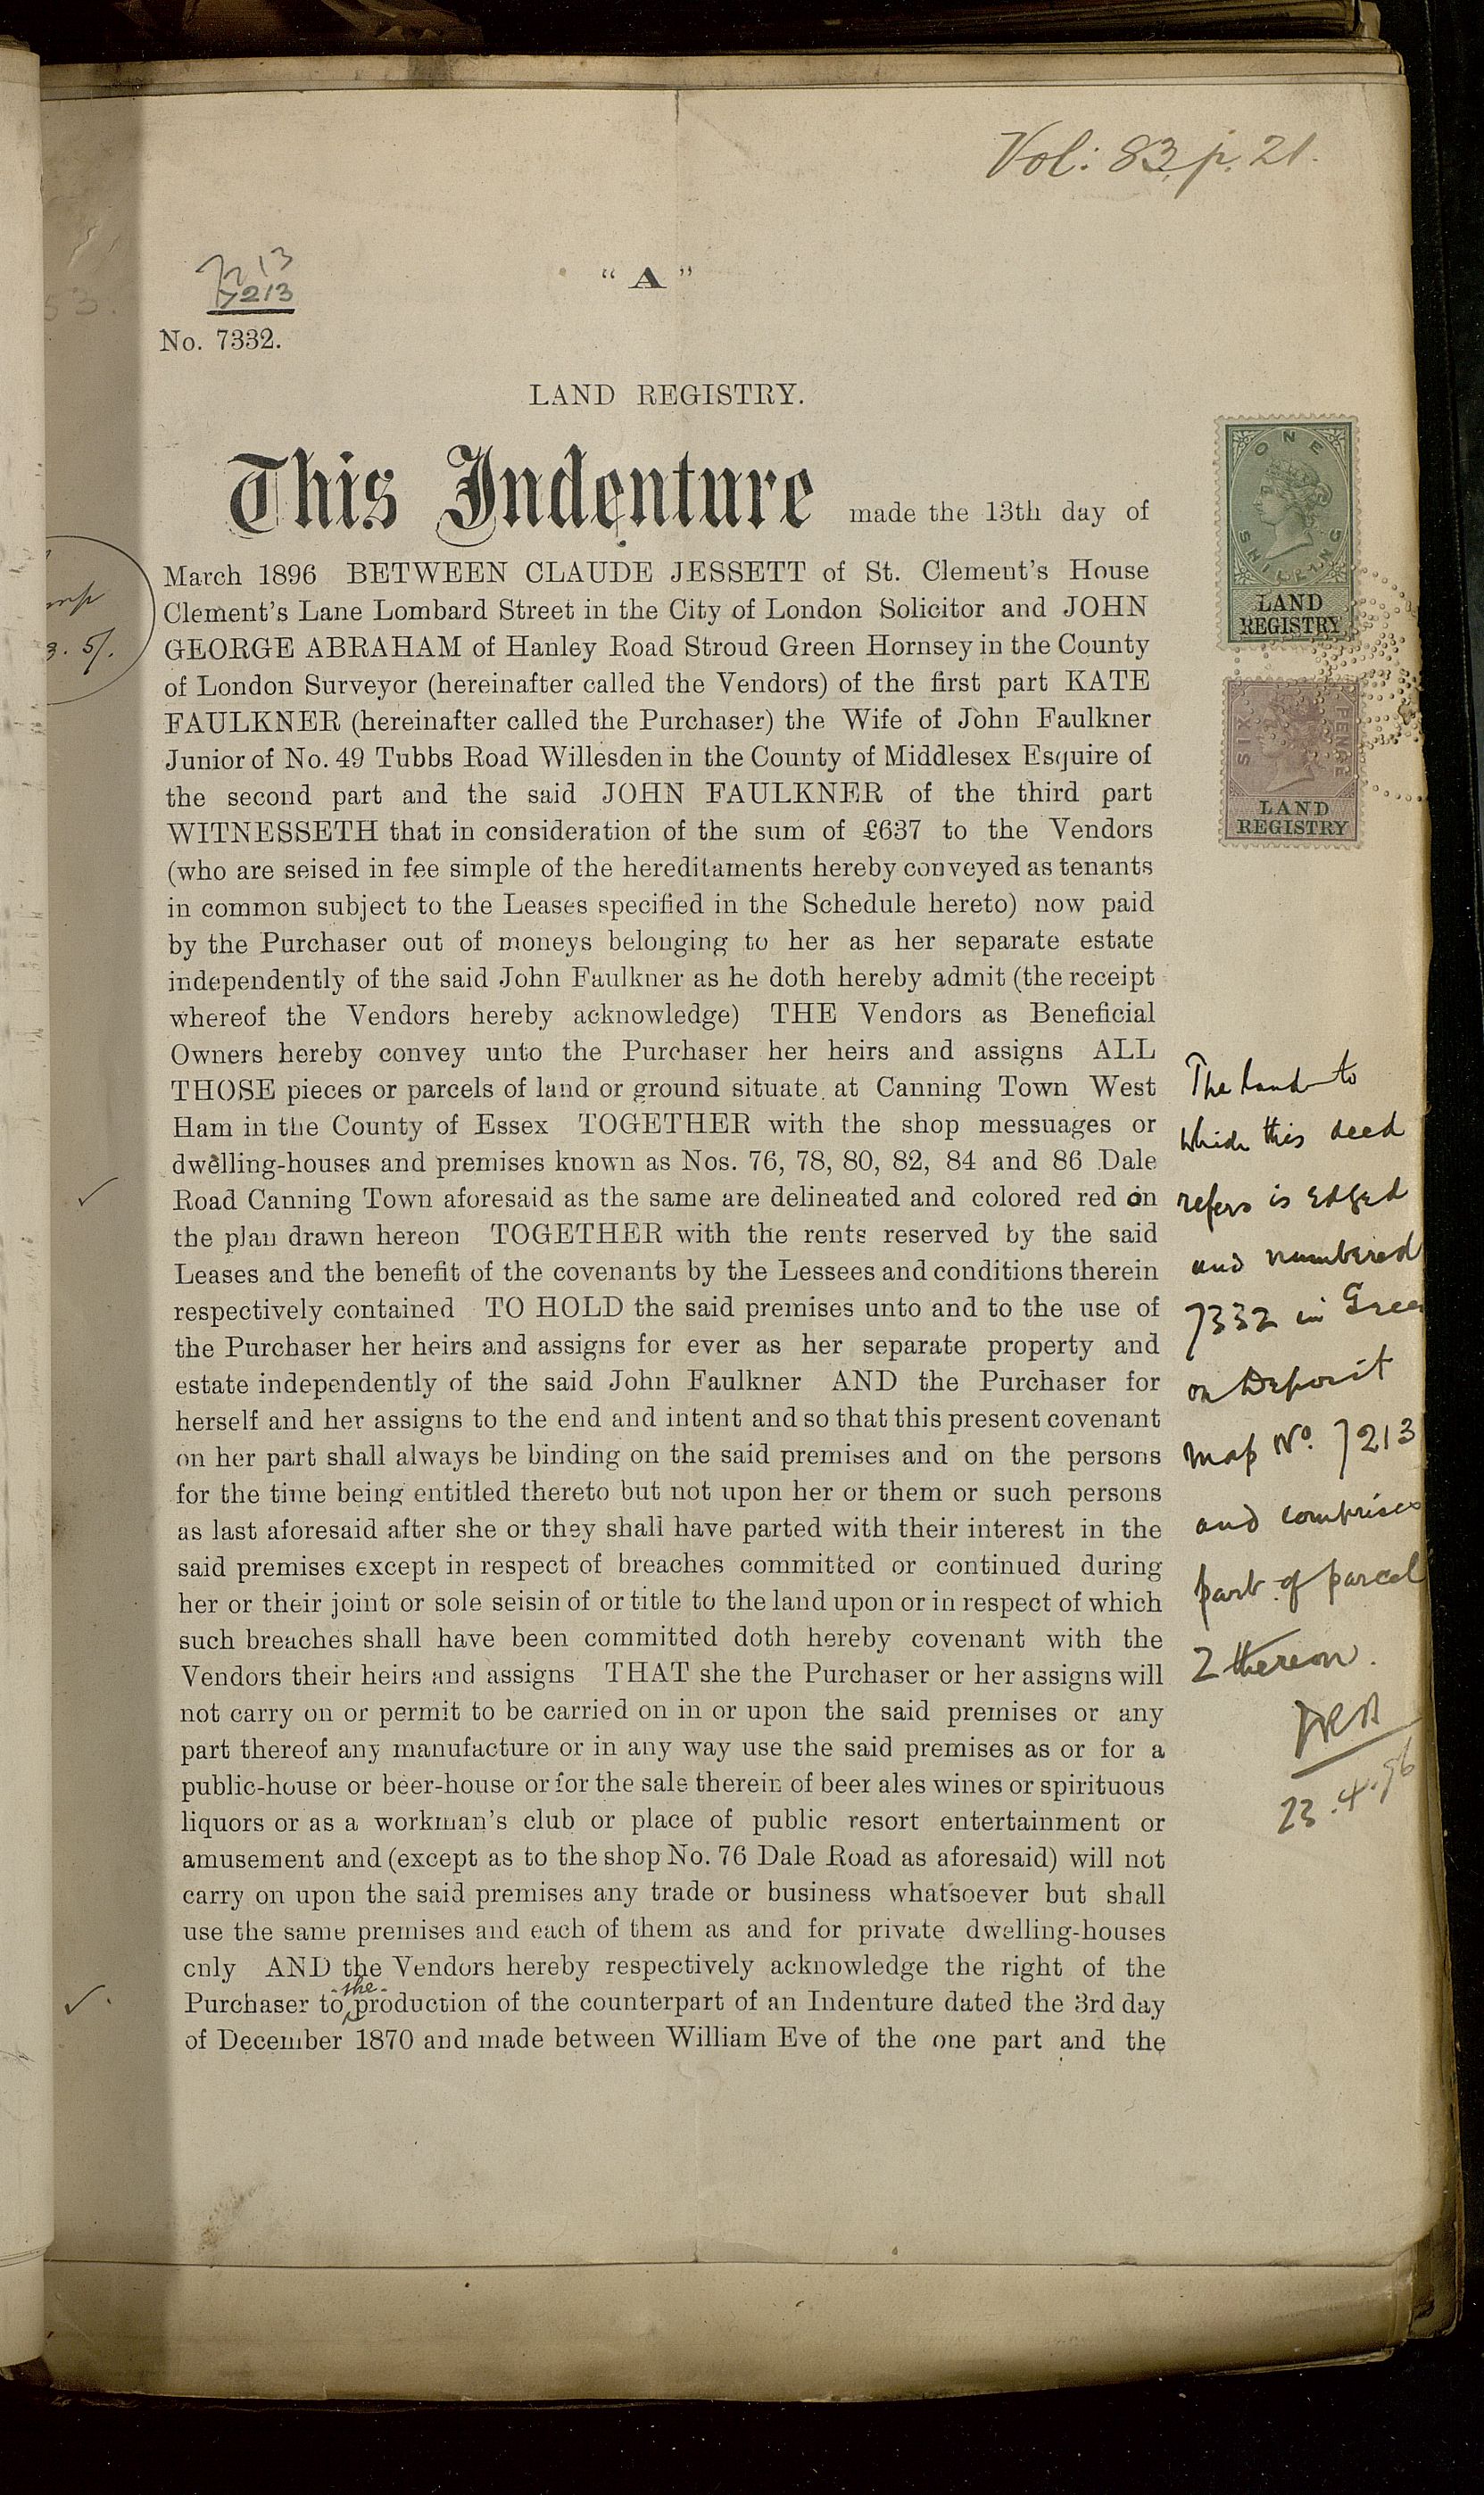 Vol: 83, p. 21.
7213
7213
"A"
No. 7332.
LAND REGISTRY.
This Indenture made the 13th day of
March 1896 BETWEEN CLAUDE JESSETT of St. Clement's House
Clement's Lane Lombard Street in the City of London Solicitor and JOHN
GEORGE ABRAHAM of Hanley Road Stroud Green Hornsey in the County
of London Surveyor (hereinafter called the Vendors) of the first part KATE
FAULKNER (hereinafter called the Purchaser) the Wife of John Faulkner
Junior of No. 49 Tubbs Road Willesden in the County of Middlesex Esquire of
the second part and the said JOHN FAULKNER of the third part
WITNESSETH that in consideration of the sum of £637 to the Vendors
(who are seised in fee simple of the hereditaments hereby conveyed as tenants
in common subject to the Leases specified in the Schedule hereto) now paid
by the Purchaser out of moneys belonging to her as her separate estate
independently of the said John Faulkner as he doth hereby admit (the receipt
whereof the Vendors hereby acknowledge) THE Vendors as Beneficial
Owners hereby convey unto the Purchaser her heirs and assigns ALL
THOSE pieces or parcels of land or ground situate at Canning Town West
Ham in the County of Essex TOGETHER with the shop messuages or
dwelling-houses and premises known as Nos. 76, 78, 80, 82, 84 and 86 Dale
Road Canning Town aforesaid as the same are delineated and colored red on
the plan drawn hereon TOGETHER with the rents reserved by the said
Leases and the benefit of the covenants by the Lessees and conditions therein
respectively contained TO HOLD the said premises unto and to the use of
the Purchaser her heirs and assigns for ever as her separate property and
estate independently of the said John Faulkner AND the Purchaser for
herself and her assigns to the end and intent and so that this present covenant
on her part shall always be binding on the said premises and on the persons
for the time being entitled thereto but not upon her or them or such persons
as last aforesaid after she or they shall have parted with their interest in the
said premises except in respect of breaches committed or continued during
her or their joint or sole seisin of or title to the land upon or in respect of which
such breaches shall have been committed doth hereby covenant with the
Vendors their heirs and assigns THAT she the Purchaser or her assigns will
not carry on or permit to be carried on in or upon the said premises or any
part thereof any manufacture or in any way use the said premises as or for a
public-house or beer-house or for the sale therein of beer ales wines or spirituous
liquors or as a workman's club or place of public resort entertainment or
amusement and (except as to the shop No. 76 Dale Road as aforesaid) will not
carry on upon the said premises any trade or business whatsoever but shall
use the same premises and each of them as and for private dwelling-houses
only AND the Vendors hereby respectively acknowledge the right of the
Purchaser to the production of the counterpart of an Indenture dated the 3rd day
of December 1870 and made between William Eve of the one part and the
ONE
SHILLING
LAND
REGISTRY
SIX PENCE
LAND
REGISTRY
The land to
which this deed
refers is edged
and numbered
7332 in Green
on Deposit
map No. 7213
and comprises
part of parcel
2 thereon.
23.4.96